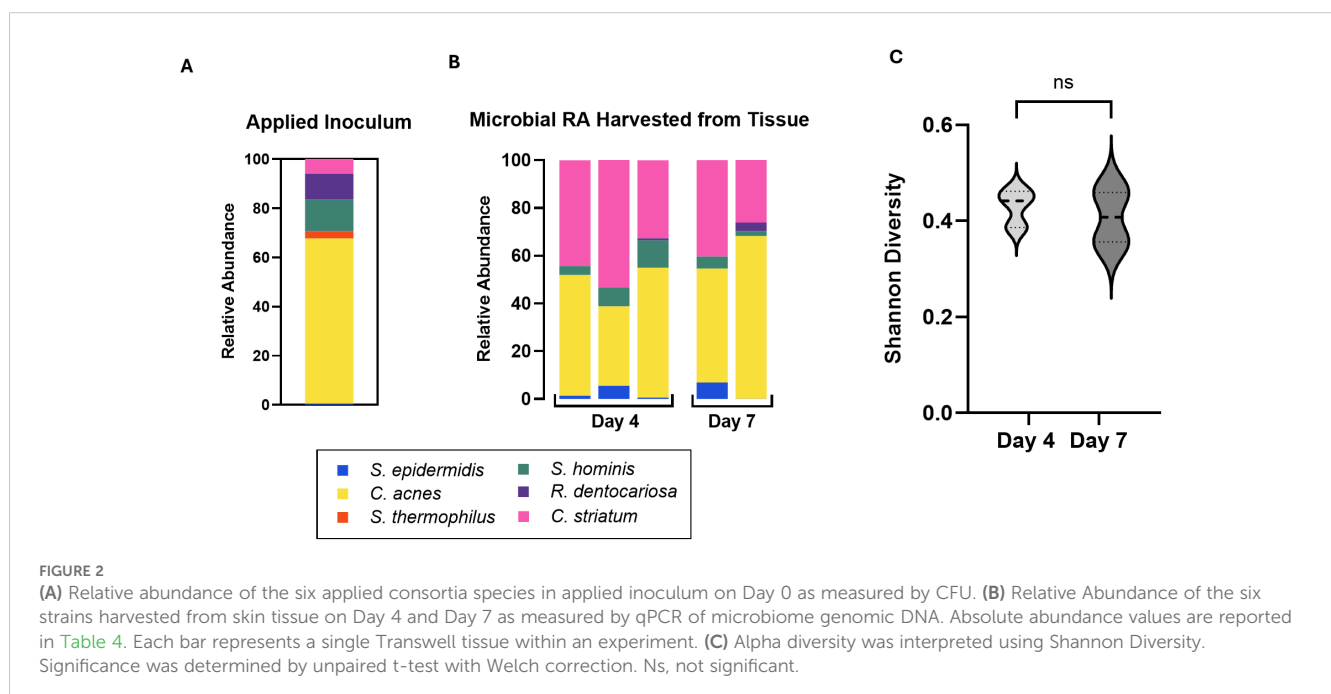 A
Applied Inoculum
Relative Abundance
100
80
60
40
20
0
B
Microbial RA Harvested from Tissue
Relative Abundance
100
80
60
40
20
0
Day 4
Day 7
C
ns
Shannon Diversity
0.6
0.4
0.2
0.0
Day 4
Day 7
S. epidermidis
S. hominis
C. acnes
R. dentocariosa
S. thermophilus
C. striatum
FIGURE 2
(A) Relative abundance of the six applied consortia species in applied inoculum on Day 0 as measured by CFU. (B) Relative Abundance of the six
strains harvested from skin tissue on Day 4 and Day 7 as measured by qPCR of microbiome genomic DNA. Absolute abundance values are reported
in Table 4. Each bar represents a single Transwell tissue within an experiment. (C) Alpha diversity was interpreted using Shannon Diversity.
Significance was determined by unpaired t-test with Welch correction. Ns, not significant.